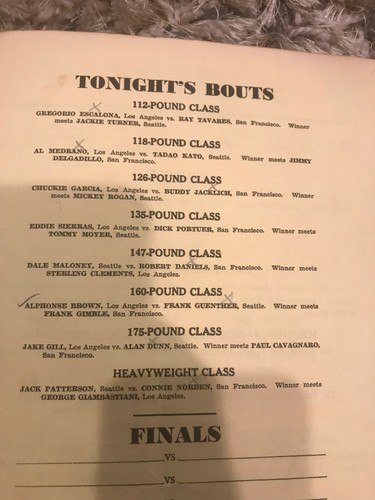 TONIGHT'S BOUTS
112-POUND CLASS
GREGORIO ESCALONA, Los Angeles vs. RAY TAVARES, San Francisco. Winner
meets JACKIE TURNER, Seattle.
118-POUND CLASS
AL MEDRANO, Los Angeles vs. TADAO KATO, Seattle. Winner meets JIMMY
DELGADILLO, San Francisco.
126-POUND CLASS
CHUCKIE GARCIA, Los Angeles vs. BUDDY JACKLICH, San Francisco. Winner
meets MICKEY ROGAN, Seattle.
135-POUND CLASS
EDDIE SIERRAS, Los Angeles vs. DICK PORTUER, San Francisco. Winner meets
TOMMY MOYER, Seattle.
147-POUND CLASS
DALE MALONEY, Seattle vs. ROBERT DANIELS, San Francisco. Winner meets
STERLING CLEMENTS, Los Angeles.
160-POUND CLASS
ALPHONSE BROWN, Los Angeles vs. FRANK GUENTHER, Seattle. Winner meets
FRANK GIMBLE, San Francisco.
175-POUND CLASS
JAKE GILL, Los Angeles vs. ALAN DUNN, Seattle. Winner meets PAUL CAVAGNARO,
San Francisco.
HEAVYWEIGHT CLASS
JACK PATTERSON, Seattle vs. CONNIE NORDEN, San Francisco. Winner meets
GEORGE GIAMBASTIANI, Los Angeles.
FINALS
VS
VS
VS